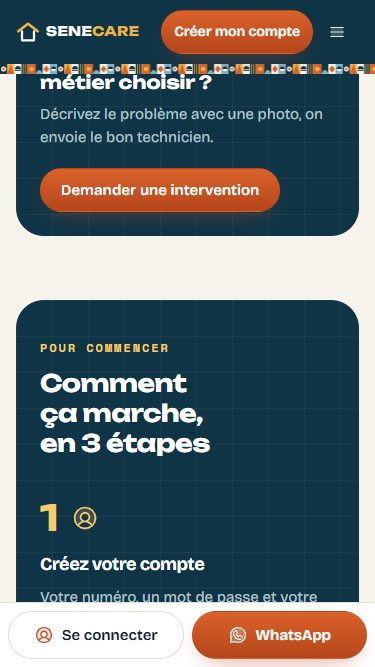 SENECARE
Créer mon compte
métier choisir ?
Décrivez le problème avec une photo, on
envoie le bon technicien.
Demander une intervention
POUR COMMENCER
Comment
ça marche,
en 3 étapes
1
Créez votre compte
Votre numéro, un mot de passe et votre
Se connecter
WhatsApp